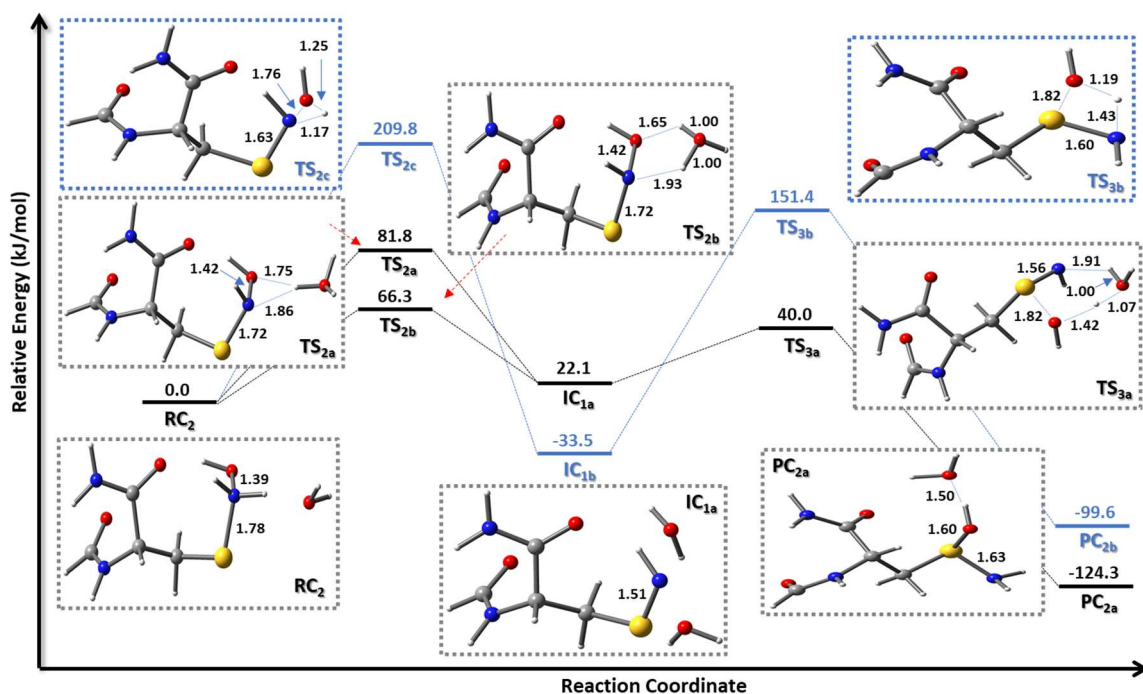 Relative Energy (kJ/mol)
1.25
1.76
1.17
1.63
TS2c
209.8
TS2c
1.65
1.00
1.42
1.00
1.93
1.72
TS2b
1.19
1.82
1.43
1.60
TS3b
151.4
TS3b
1.42
1.75
1.86
1.72
TS2a
81.8
TS2a
66.3
TS2b
1.56
1.91
1.00
1.07
1.82
1.42
TS3a
40.0
TS3a
0.0
RC2
22.1
IC1a
-33.5
IC1b
1.39
1.78
RC2
IC1a
1.51
PC2a
1.50
1.60
1.63
-99.6
PC2b
-124.3
PC2a
Reaction Coordinate